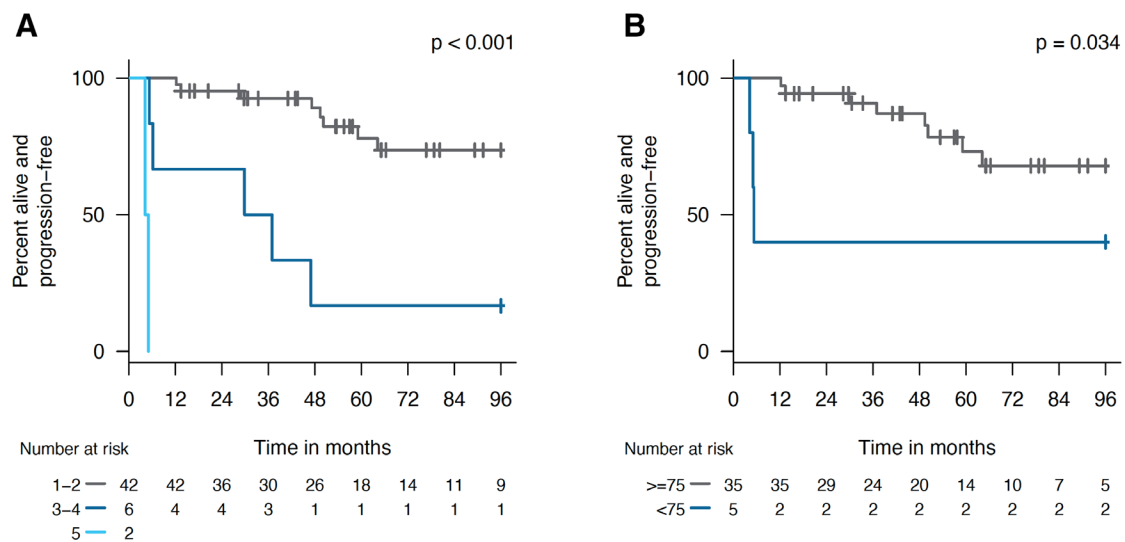 A
p < 0.001
Percent alive and
progression−free
100
50
0
0 12 24 36 48 60 72 84 96
Number at risk
Time in months
1−2 42 42 36 30 26 18 14 11 9
3−4 6 4 4 3 1 1 1 1 1
5 2
B
p = 0.034
Percent alive and
progression−free
100
50
0
0 12 24 36 48 60 72 84 96
Number at risk
Time in months
>=75 35 35 29 24 20 14 10 7 5
<75 5 2 2 2 2 2 2 2 2